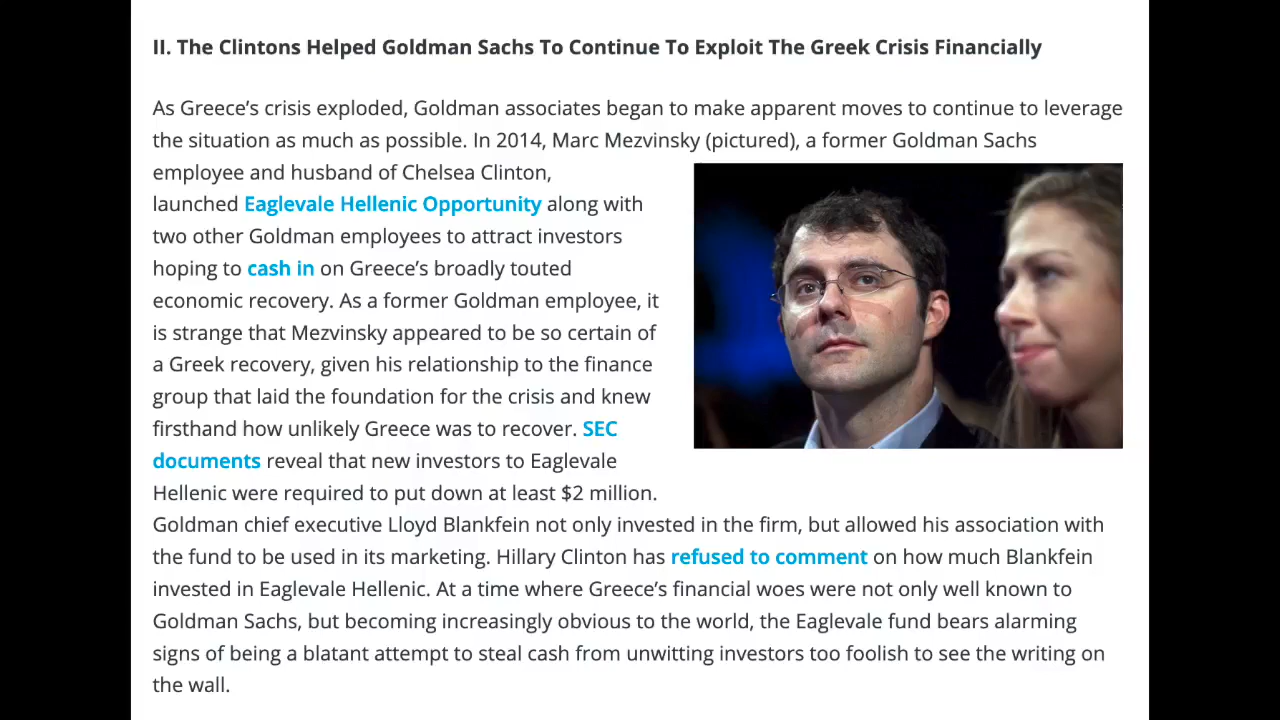 II. The Clintons Helped Goldman Sachs To Continue To Exploit The Greek Crisis Financially
As Greece’s crisis exploded, Goldman associates began to make apparent moves to continue to leverage
the situation as much as possible. In 2014, Marc Mezvinsky (pictured), a former Goldman Sachs
employee and husband of Chelsea Clinton,
launched Eaglevale Hellenic Opportunity along with
two other Goldman employees to attract investors
hoping to cash in on Greece’s broadly touted
economic recovery. As a former Goldman employee, it
is strange that Mezvinsky appeared to be so certain of
a Greek recovery, given his relationship to the finance
group that laid the foundation for the crisis and knew
firsthand how unlikely Greece was to recover. SEC
documents reveal that new investors to Eaglevale
Hellenic were required to put down at least $2 million.
Goldman chief executive Lloyd Blankfein not only invested in the firm, but allowed his association with
the fund to be used in its marketing. Hillary Clinton has refused to comment on how much Blankfein
invested in Eaglevale Hellenic. At a time where Greece’s financial woes were not only well known to
Goldman Sachs, but becoming increasingly obvious to the world, the Eaglevale fund bears alarming
signs of being a blatant attempt to steal cash from unwitting investors too foolish to see the writing on
the wall.